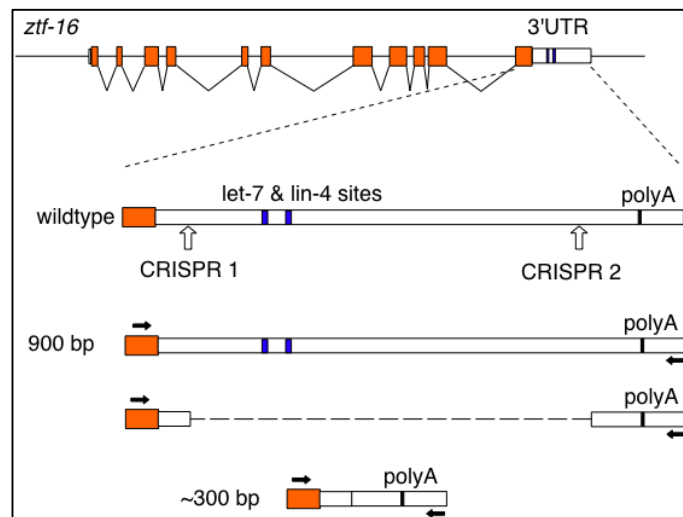 ztf-16
3'UTR
let-7 & lin-4 sites
polyA
wildtype
CRISPR 1
CRISPR 2
polyA
900 bp
polyA
polyA
~300 bp